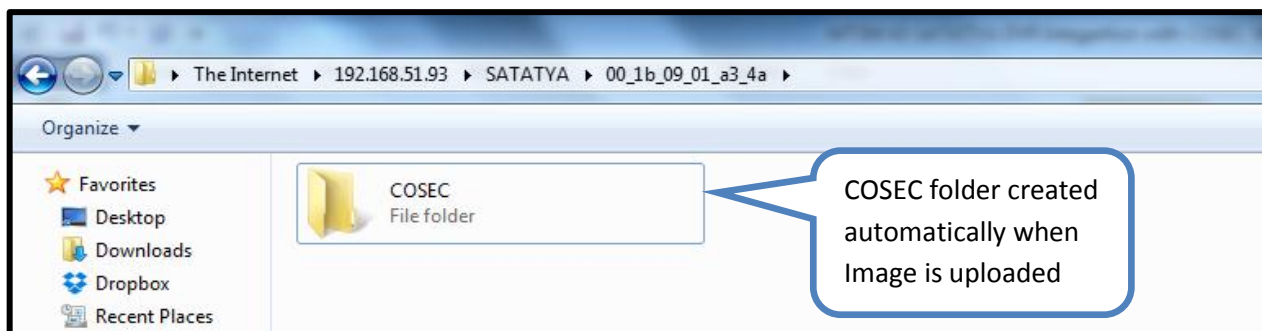 The Internet ▸ 192.168.51.93 ▸ SATATYA ▸ 00_1b_09_01_a3_4a ▸
Organize
Favorites
Desktop
Downloads
Dropbox
Recent Places
COSEC
File folder
COSEC folder created
automatically when
Image is uploaded